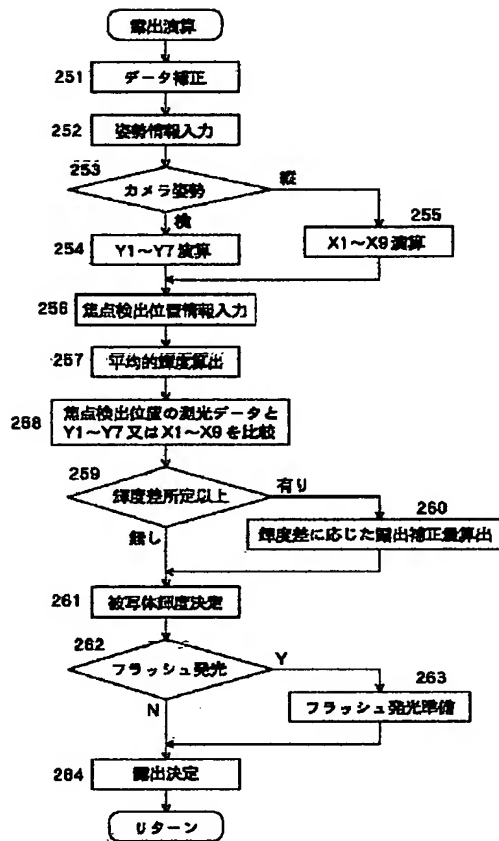 露出演算
251 データ補正
252 姿勢情報入力
253
カメラ姿勢
縦
横
255
254 Y1～Y7 演算
X1～X9 演算
256 焦点検出位置情報入力
257 平均的輝度算出
258 焦点検出位置の測光データと
Y1～Y7 又は X1～X9 を比較
259
輝度差所定以上
有り
無し
260
輝度差に応じた露出補正量算出
261 被写体輝度決定
262
フラッシュ発光
Y
N
263
フラッシュ発光準備
264 露出決定
リターン